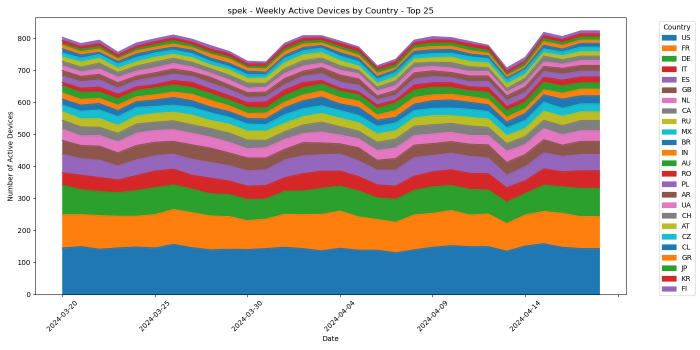 spek - Weekly Active Devices by Country - Top 25
Number of Active Devices
800
700
600
500
400
300
200
100
0
2024-03-20
2024-03-25
2024-03-30
2024-04-04
2024-04-09
2024-04-14
Date
Country
US
FR
DE
IT
ES
GB
NL
CA
RU
MX
BR
IN
AU
RO
PL
AR
UA
CH
AT
CZ
CL
GR
JP
KR
FI